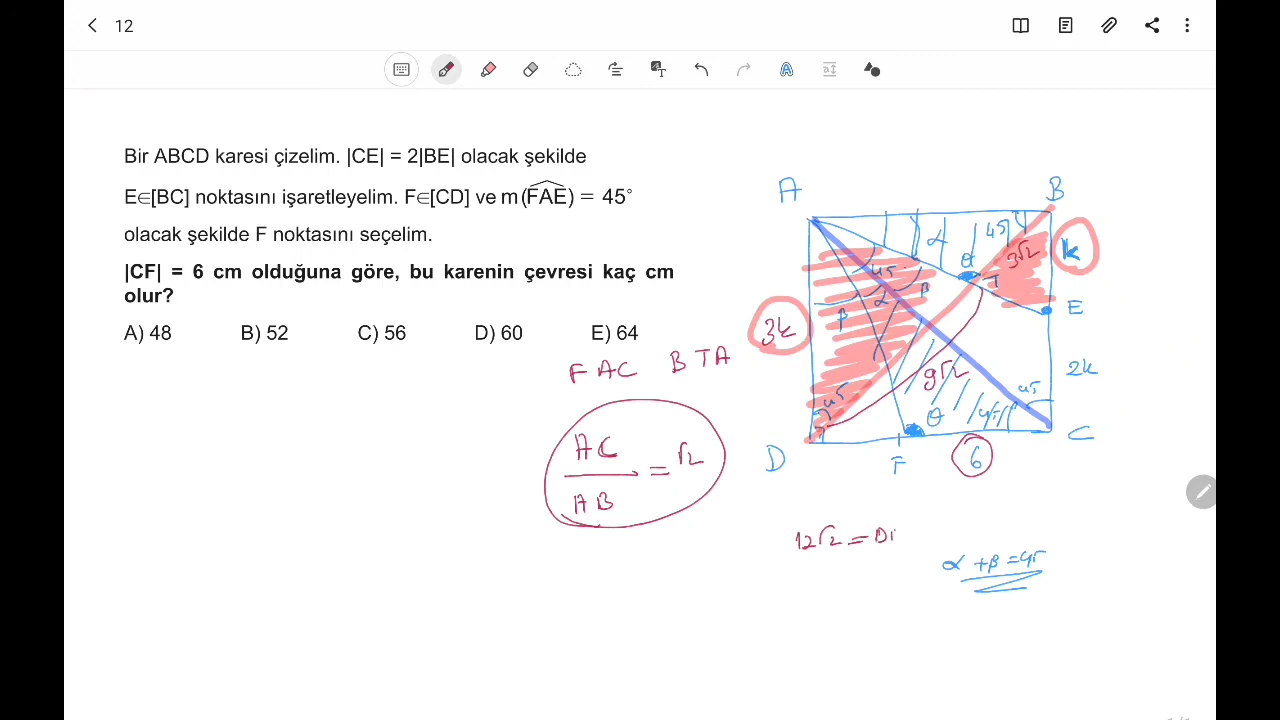 12
Bir ABCD karesi çizelim. |CE| = 2|BE| olacak şekilde
E∈[BC] noktasını işaretleyelim. F∈[CD] ve m(FAE) = 45°
olacak şekilde F noktasını seçelim.
|CF| = 6 cm olduğuna göre, bu karenin çevresi kaç cm
olur?
A) 48 B) 52 C) 56 D) 60 E) 64
A B
α 45 k
θ 3√2
45 T
α β E
β
3k
2k
9√2
45 45
45 θ C
D F 6
FAC BTA
AC
= √2
AB
12√2 = D
α + β = 45